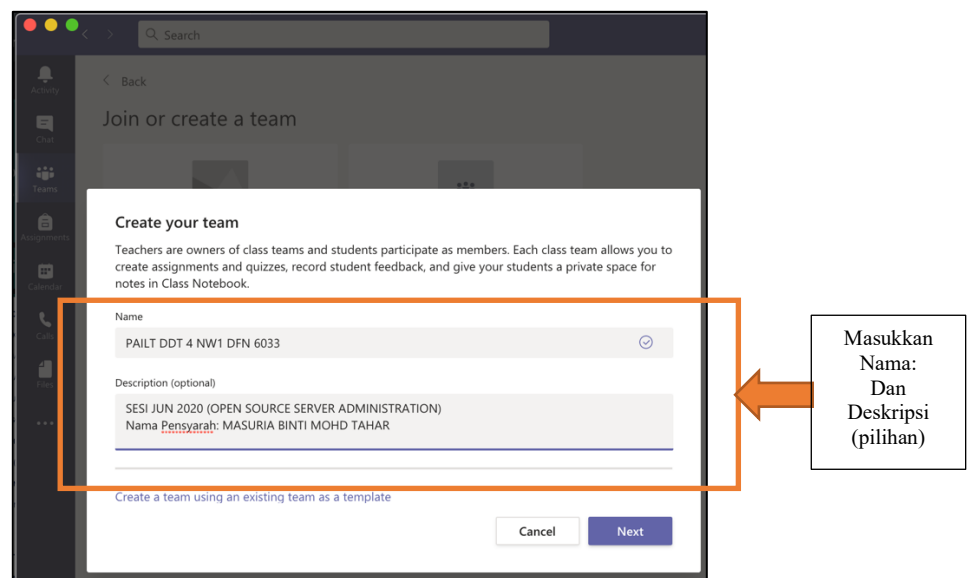 Search
Activity
Back
Join or create a team
Chat
Teams
Create your team
Assignments
Teachers are owners of class teams and students participate as members. Each class team allows you to
create assignments and quizzes, record student feedback, and give your students a private space for
Calendar
notes in Class Notebook.
Name
Calls
PAILT DDT 4 NW1 DFN 6033
Files
Description (optional)
SESI JUN 2020 (OPEN SOURCE SERVER ADMINISTRATION)
Nama Pensyarah: MASURIA BINTI MOHD TAHAR
Create a team using an existing team as a template
Cancel
Next
Masukkan
Nama:
Dan
Deskripsi
(pilihan)